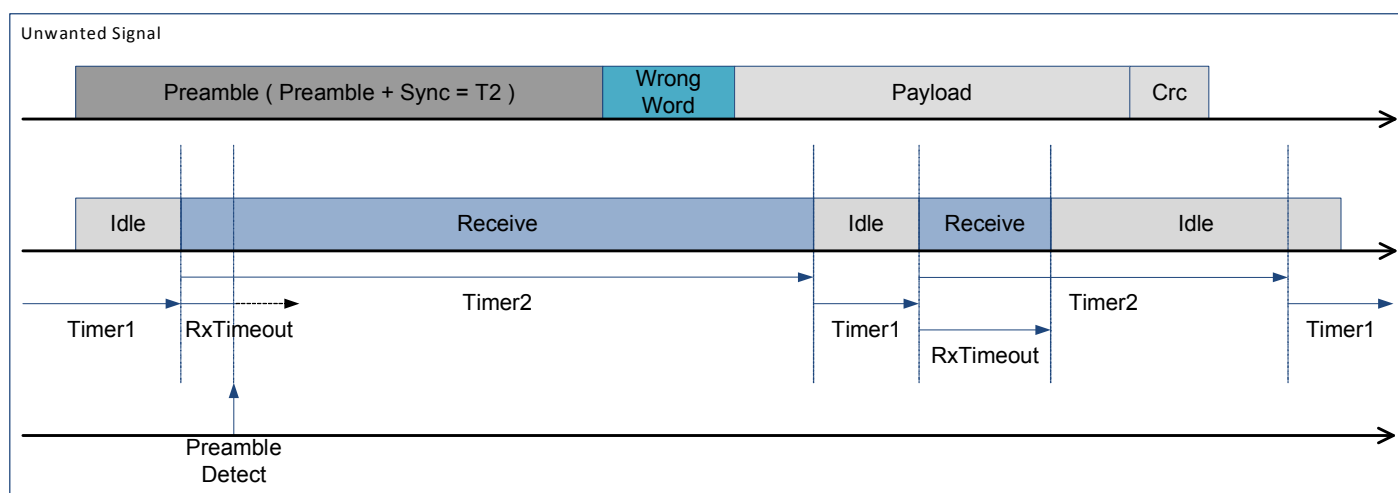 Unwanted Signal
Preamble ( Preamble + Sync = T2 )
Wrong
Word
Payload
Crc
Idle
Receive
Idle
Receive
Idle
Timer2
Timer2
Timer1
RxTimeout
Timer1
Timer1
RxTimeout
Preamble
Detect